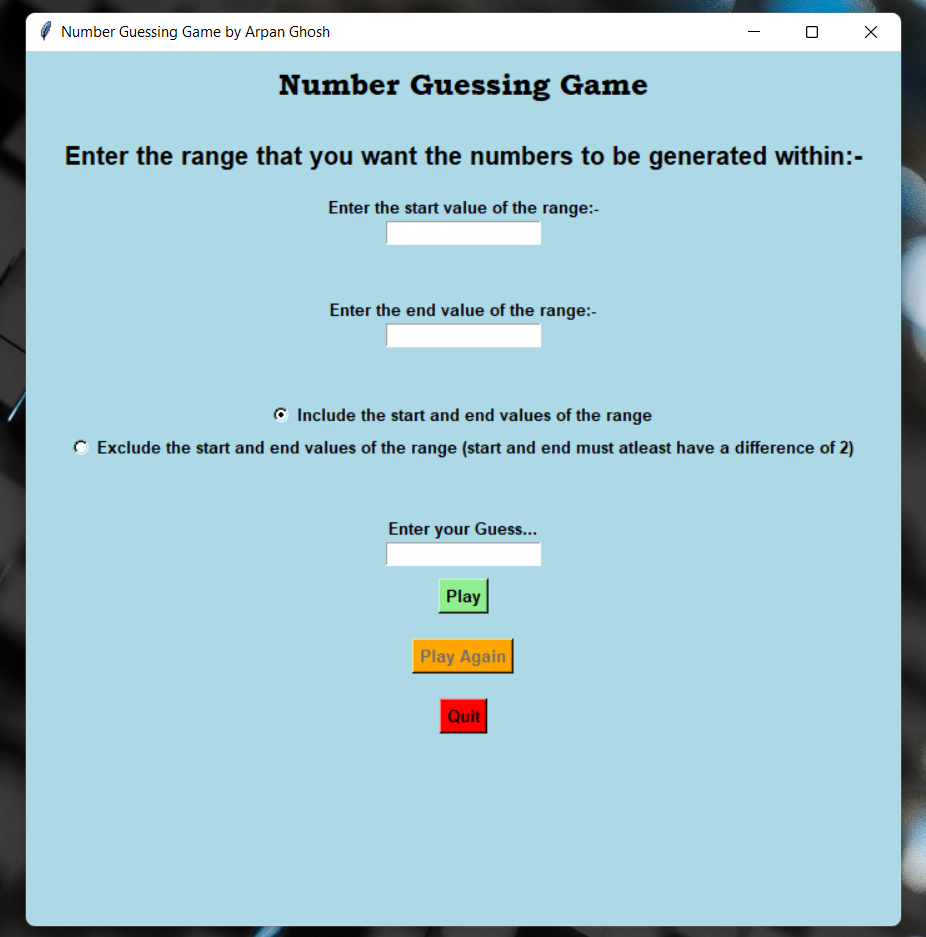 Number Guessing Game by Arpan Ghosh
Number Guessing Game
Enter the range that you want the numbers to be generated within:-
Enter the start value of the range:-
Enter the end value of the range:-
Include the start and end values of the range
Exclude the start and end values of the range (start and end must atleast have a difference of 2)
Enter your Guess...
Play
Play Again
Quit